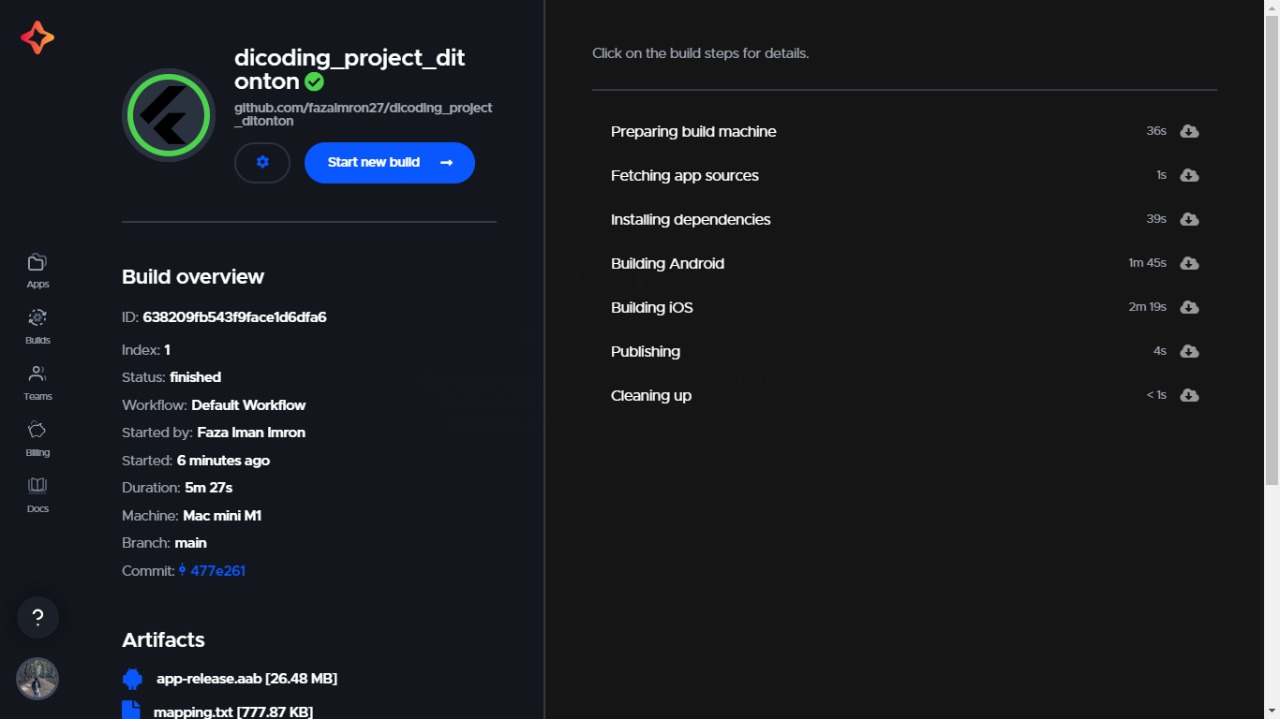 dicoding_project_dit
onton
github.com/fazaimron27/dicoding_project
_ditonton
Start new build
Apps
Builds
Teams
Billing
Docs
?
Build overview
ID: 638209fb543f9face1d6dfa6
Index: 1
Status: finished
Workflow: Default Workflow
Started by: Faza Iman Imron
Started: 6 minutes ago
Duration: 5m 27s
Machine: Mac mini M1
Branch: main
Commit: 477e261
Artifacts
app-release.aab [26.48 MB]
mapping.txt [777.87 KB]
Click on the build steps for details.
Preparing build machine 36s
Fetching app sources 1s
Installing dependencies 39s
Building Android 1m 45s
Building iOS 2m 19s
Publishing 4s
Cleaning up < 1s